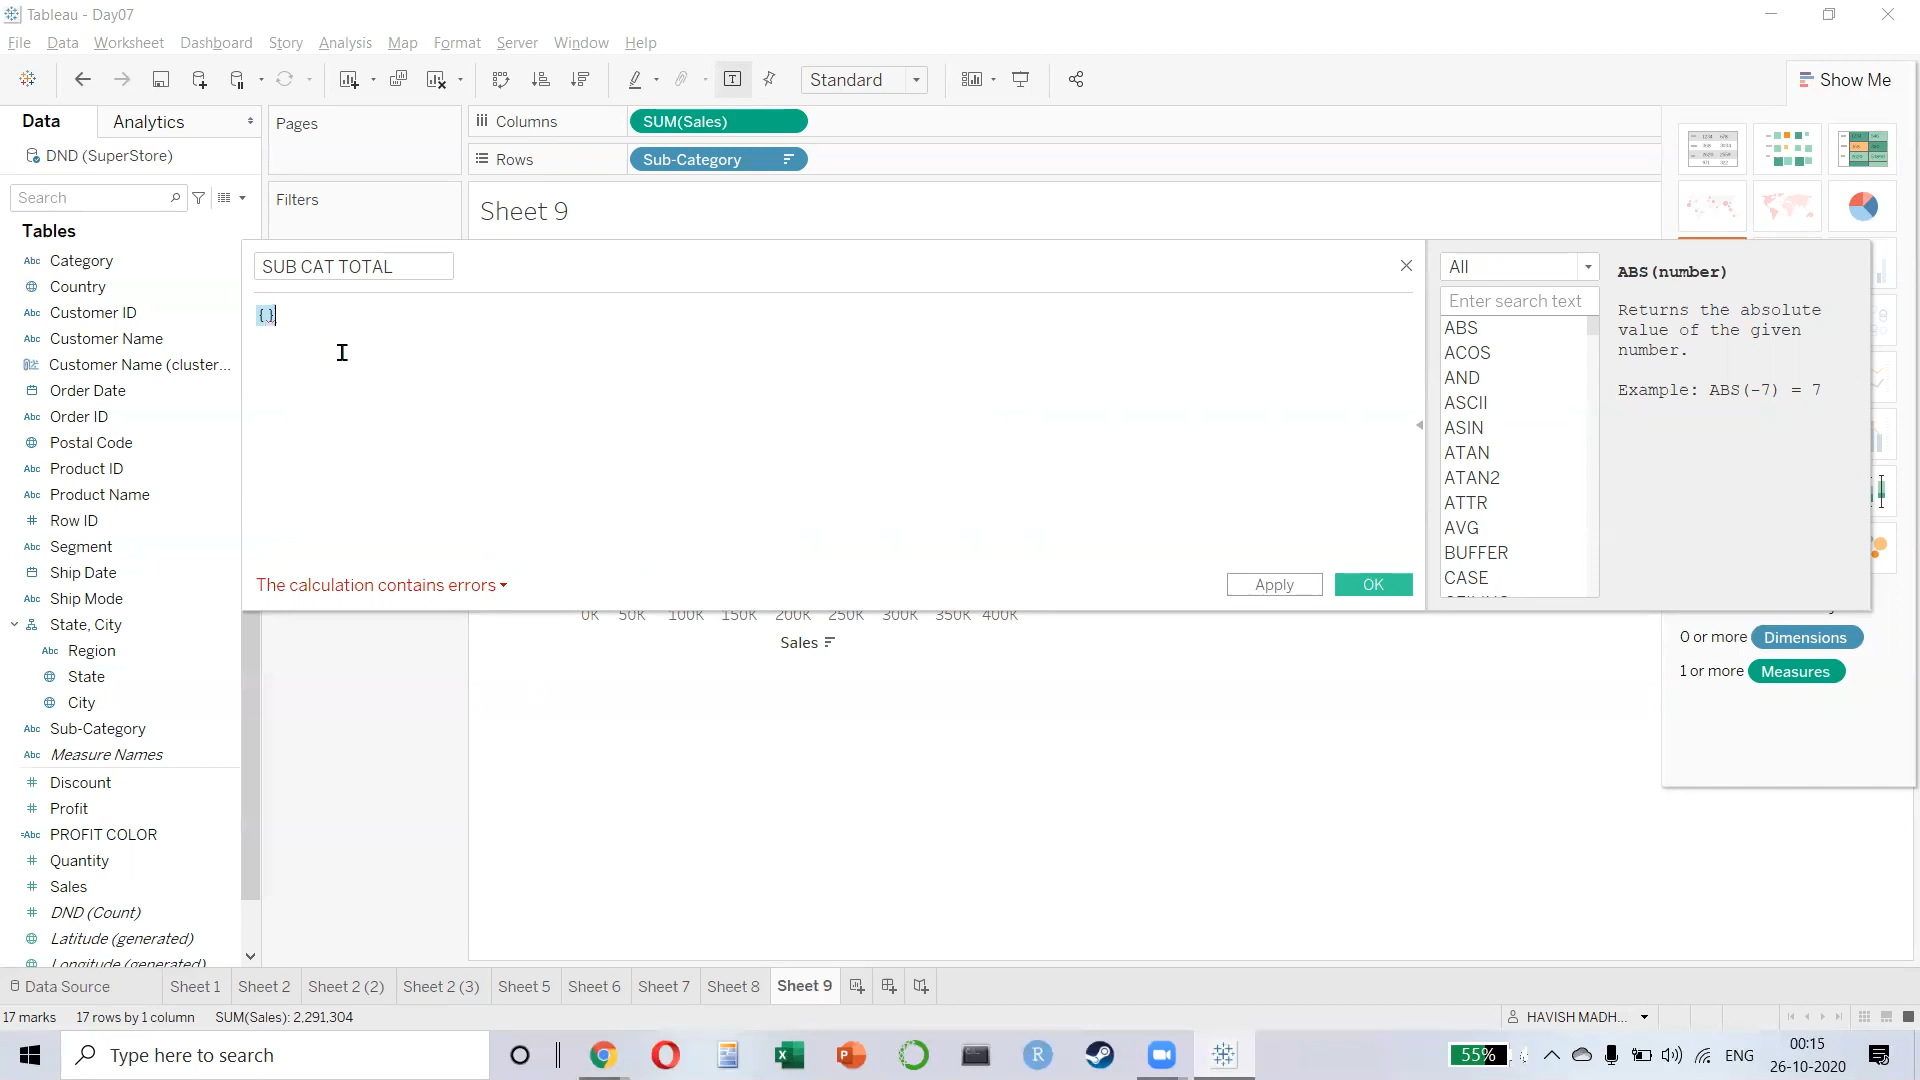 Tableau - Day07
File Data Worksheet Dashboard Story Analysis Map Format Server Window Help
Standard
Show Me
Data
Analytics
DND (SuperStore)
Search
Tables
Category
Country
Customer ID
Customer Name
Customer Name (cluster...
Order Date
Order ID
Postal Code
Product ID
Product Name
Row ID
Segment
Ship Date
Ship Mode
State, City
Region
State
City
Sub-Category
Measure Names
Discount
Profit
PROFIT COLOR
Quantity
Sales
DND (Count)
Latitude (generated)
Longitude (generated)
Pages
Filters
Columns
SUM(Sales)
Rows
Sub-Category
Sheet 9
SUB CAT TOTAL
{}
The calculation contains errors
Apply
OK
All
Enter search text
ABS
ACOS
AND
ASCII
ASIN
ATAN
ATAN2
ATTR
AVG
BUFFER
CASE
ABS(number)
Returns the absolute
value of the given
number.
Example: ABS(-7) = 7
0K 50K 100K 150K 200K 250K 300K 350K 400K
Sales
0 or more Dimensions
1 or more Measures
Data Source
Sheet 1
Sheet 2
Sheet 2 (2)
Sheet 2 (3)
Sheet 5
Sheet 6
Sheet 7
Sheet 8
Sheet 9
17 marks 17 rows by 1 column SUM(Sales): 2,291,304
HAVISH MADH...
Type here to search
55%
ENG
00:15
26-10-2020